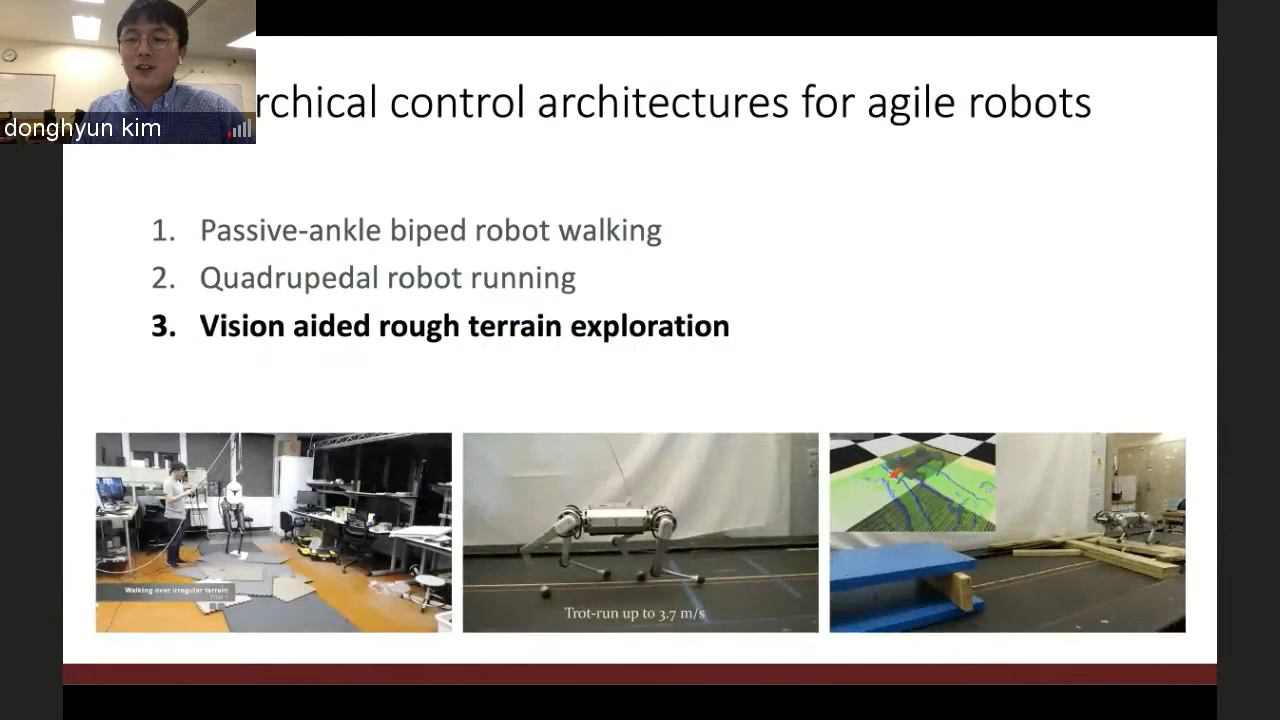 donghyun kim
rchical control architectures for agile robots
1. Passive-ankle biped robot walking
2. Quadrupedal robot running
3. Vision aided rough terrain exploration
Walking over irregular terrain
Trot-run up to 3.7 m/s